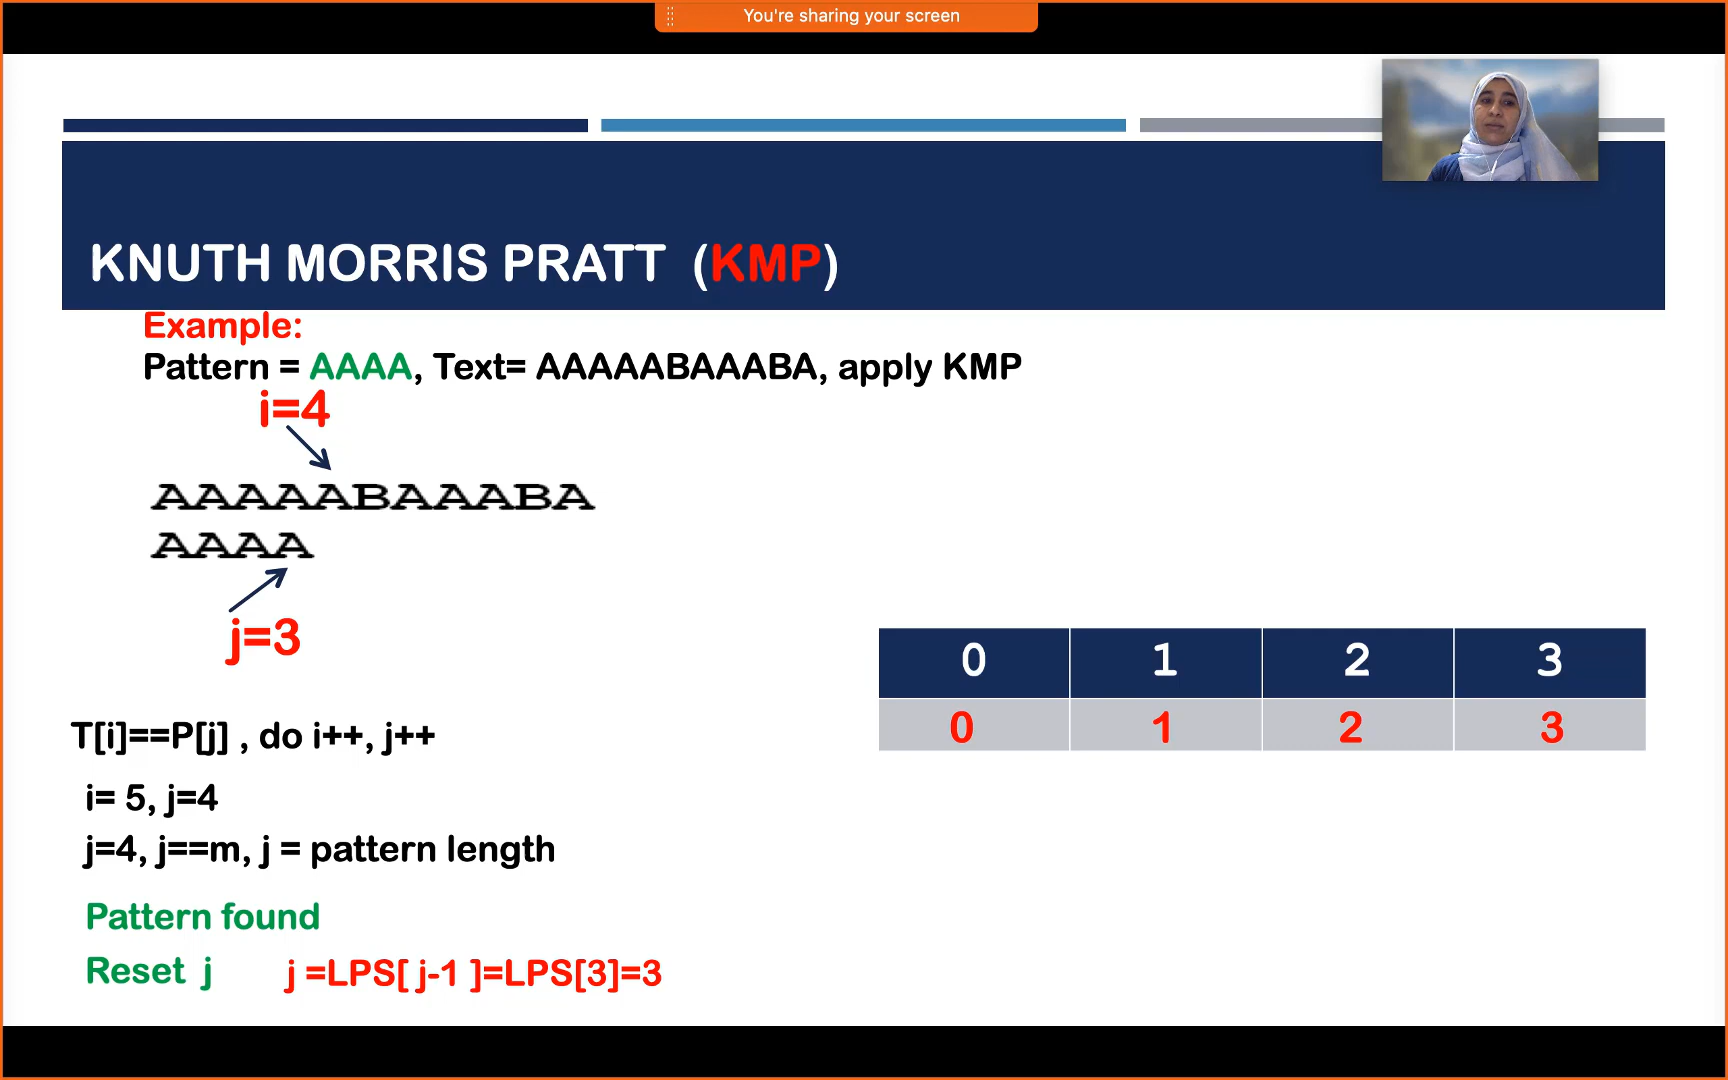 You're sharing your screen
KNUTH MORRIS PRATT (KMP)
Example:
Pattern = AAAA, Text= AAAAABAAABA, apply KMP
i=4
AAAAABAAABA
AAAA
j=3
0 1 2 3
0 1 2 3
T[i]==P[j] , do i++, j++
i= 5, j=4
j=4, j==m, j = pattern length
Pattern found
Reset j j =LPS[ j-1 ]=LPS[3]=3